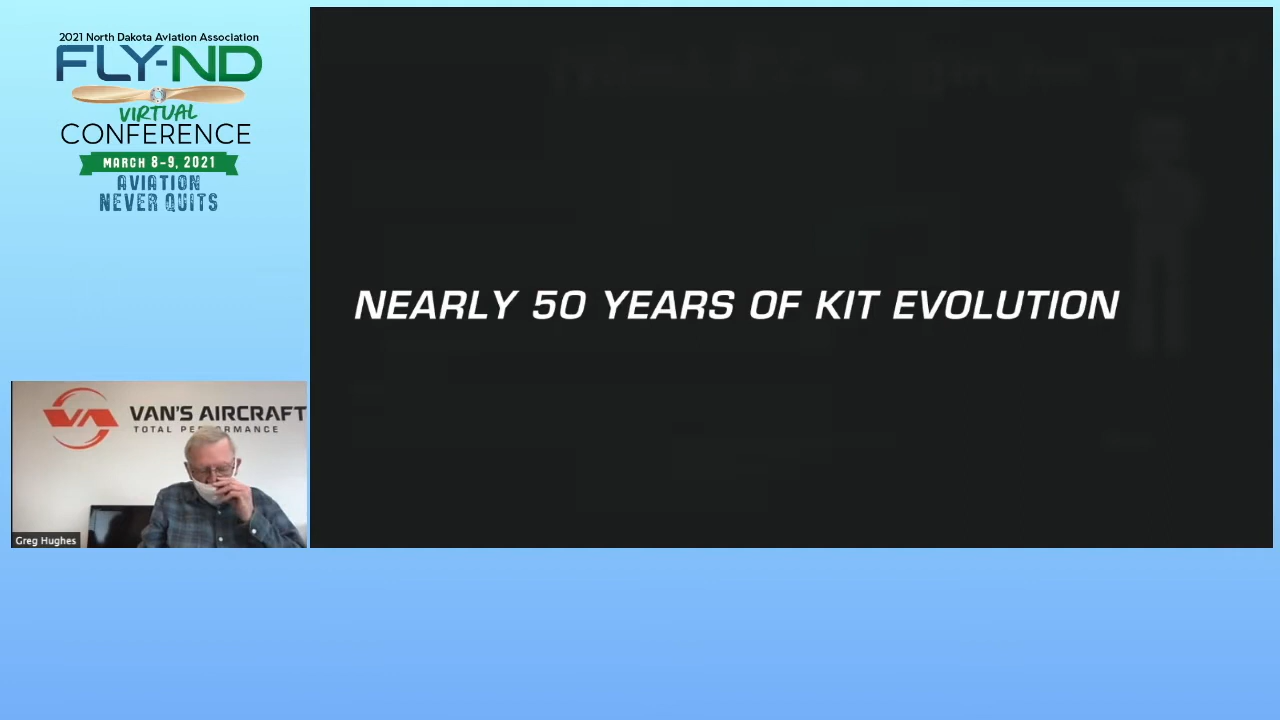 2021 North Dakota Aviation Association
FLY-ND
VIRTUAL
CONFERENCE
MARCH 8-9, 2021
AVIATION
NEVER QUITS
NEARLY 50 YEARS OF KIT EVOLUTION
VAN'S AIRCRAFT
TOTAL PERFORMANCE
Greg Hughes